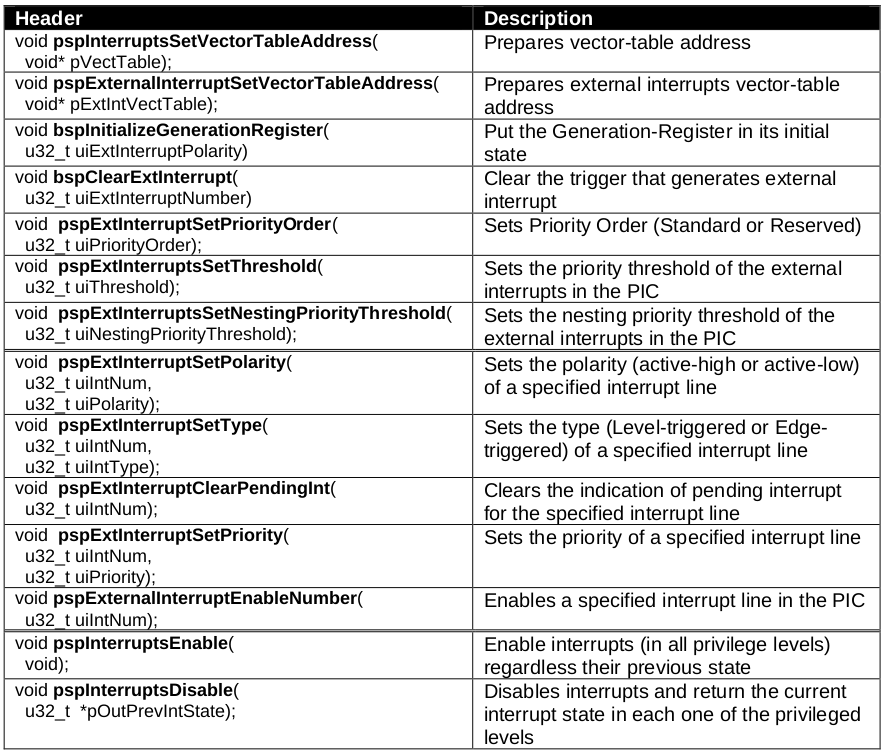 Header Description
void pspInterruptsSetVectorTableAddress( Prepares vector-table address
void* pVectTable);
void pspExternalInterruptSetVectorTableAddress( Prepares external interrupts vector-table
void* pExtIntVectTable); address
void bspInitializeGenerationRegister( Put the Generation-Register in its initial
u32_t uiExtInterruptPolarity) state
void bspClearExtInterrupt( Clear the trigger that generates external
u32_t uiExtInterruptNumber) interrupt
void pspExtInterruptSetPriorityOrder( Sets Priority Order (Standard or Reserved)
u32_t uiPriorityOrder);
void pspExtInterruptsSetThreshold( Sets the priority threshold of the external
u32_t uiThreshold); interrupts in the PIC
void pspExtInterruptsSetNestingPriorityThreshold( Sets the nesting priority threshold of the
u32_t uiNestingPriorityThreshold); external interrupts in the PIC
void pspExtInterruptSetPolarity( Sets the polarity (active-high or active-low)
u32_t uiIntNum, of a specified interrupt line
u32_t uiPolarity);
void pspExtInterruptSetType( Sets the type (Level-triggered or Edge-
u32_t uiIntNum, triggered) of a specified interrupt line
u32_t uiIntType);
void pspExtInterruptClearPendingInt( Clears the indication of pending interrupt
u32_t uiIntNum); for the specified interrupt line
void pspExtInterruptSetPriority( Sets the priority of a specified interrupt line
u32_t uiIntNum,
u32_t uiPriority);
void pspExternalInterruptEnableNumber( Enables a specified interrupt line in the PIC
u32_t uiIntNum);
void pspInterruptsEnable( Enable interrupts (in all privilege levels)
void); regardless their previous state
void pspInterruptsDisable( Disables interrupts and return the current
u32_t *pOutPrevIntState); interrupt state in each one of the privileged
levels